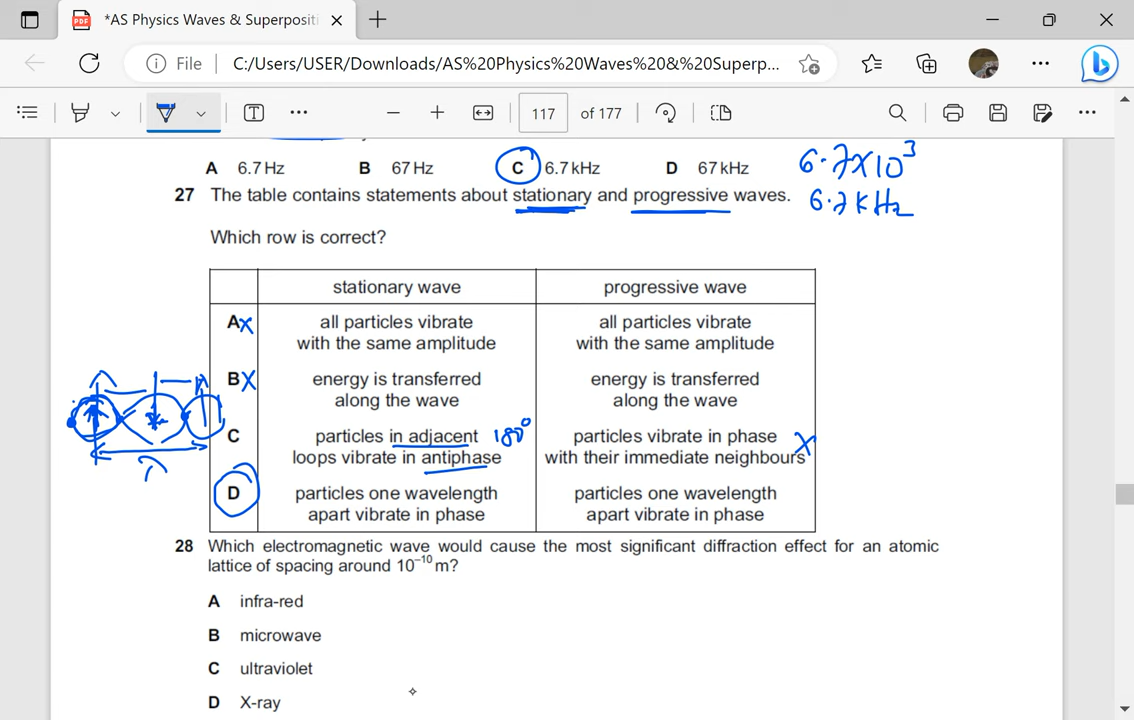 *AS Physics Waves & Superpositi
File
C:/Users/USER/Downloads/AS%20Physics%20Waves%20&%20Superp...
117 of 177
A 6.7 Hz B 67 Hz C 6.7 kHz D 67 kHz
6.7x10³
6.7kHz
27 The table contains statements about stationary and progressive waves.
Which row is correct?
stationary wave progressive wave
A x all particles vibrate all particles vibrate
with the same amplitude with the same amplitude
B x energy is transferred energy is transferred
along the wave along the wave
C particles in adjacent 180° particles vibrate in phase x
loops vibrate in antiphase with their immediate neighbours
D particles one wavelength particles one wavelength
apart vibrate in phase apart vibrate in phase
28 Which electromagnetic wave would cause the most significant diffraction effect for an atomic
lattice of spacing around 10⁻¹⁰ m?
A infra-red
B microwave
C ultraviolet
D X-ray